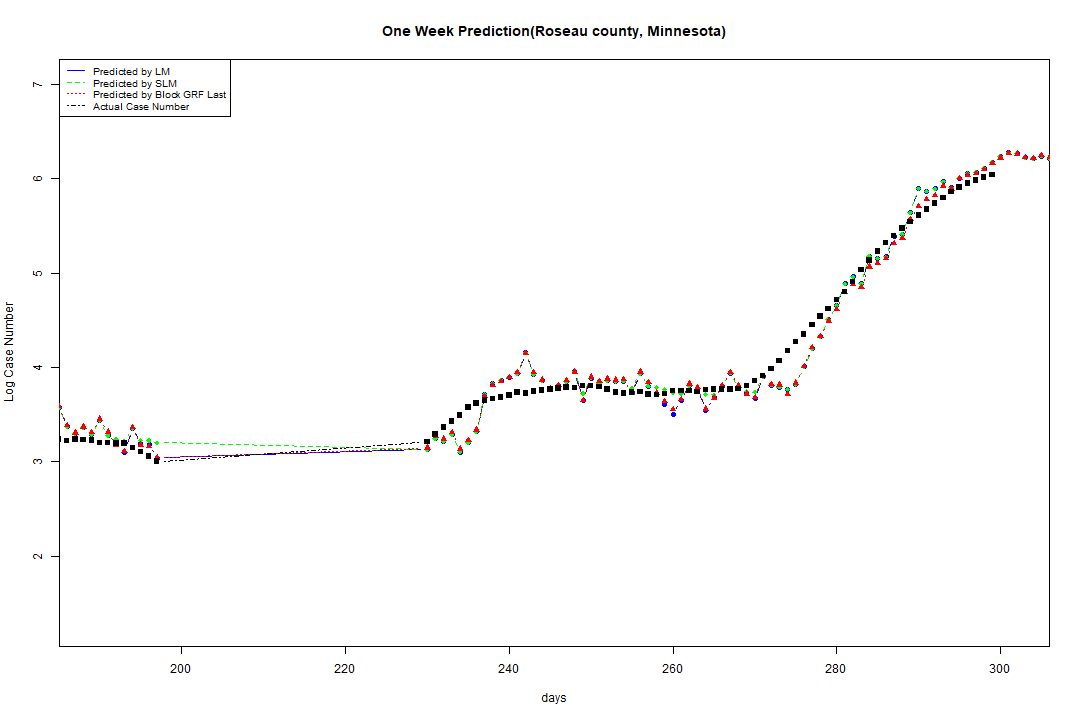 One Week Prediction(Roseau county, Minnesota)
Predicted by LM
Predicted by SLM
Predicted by Block GRF Last
Actual Case Number
7
6
5
4
3
2
Log Case Number
200 220 240 260 280 300
days